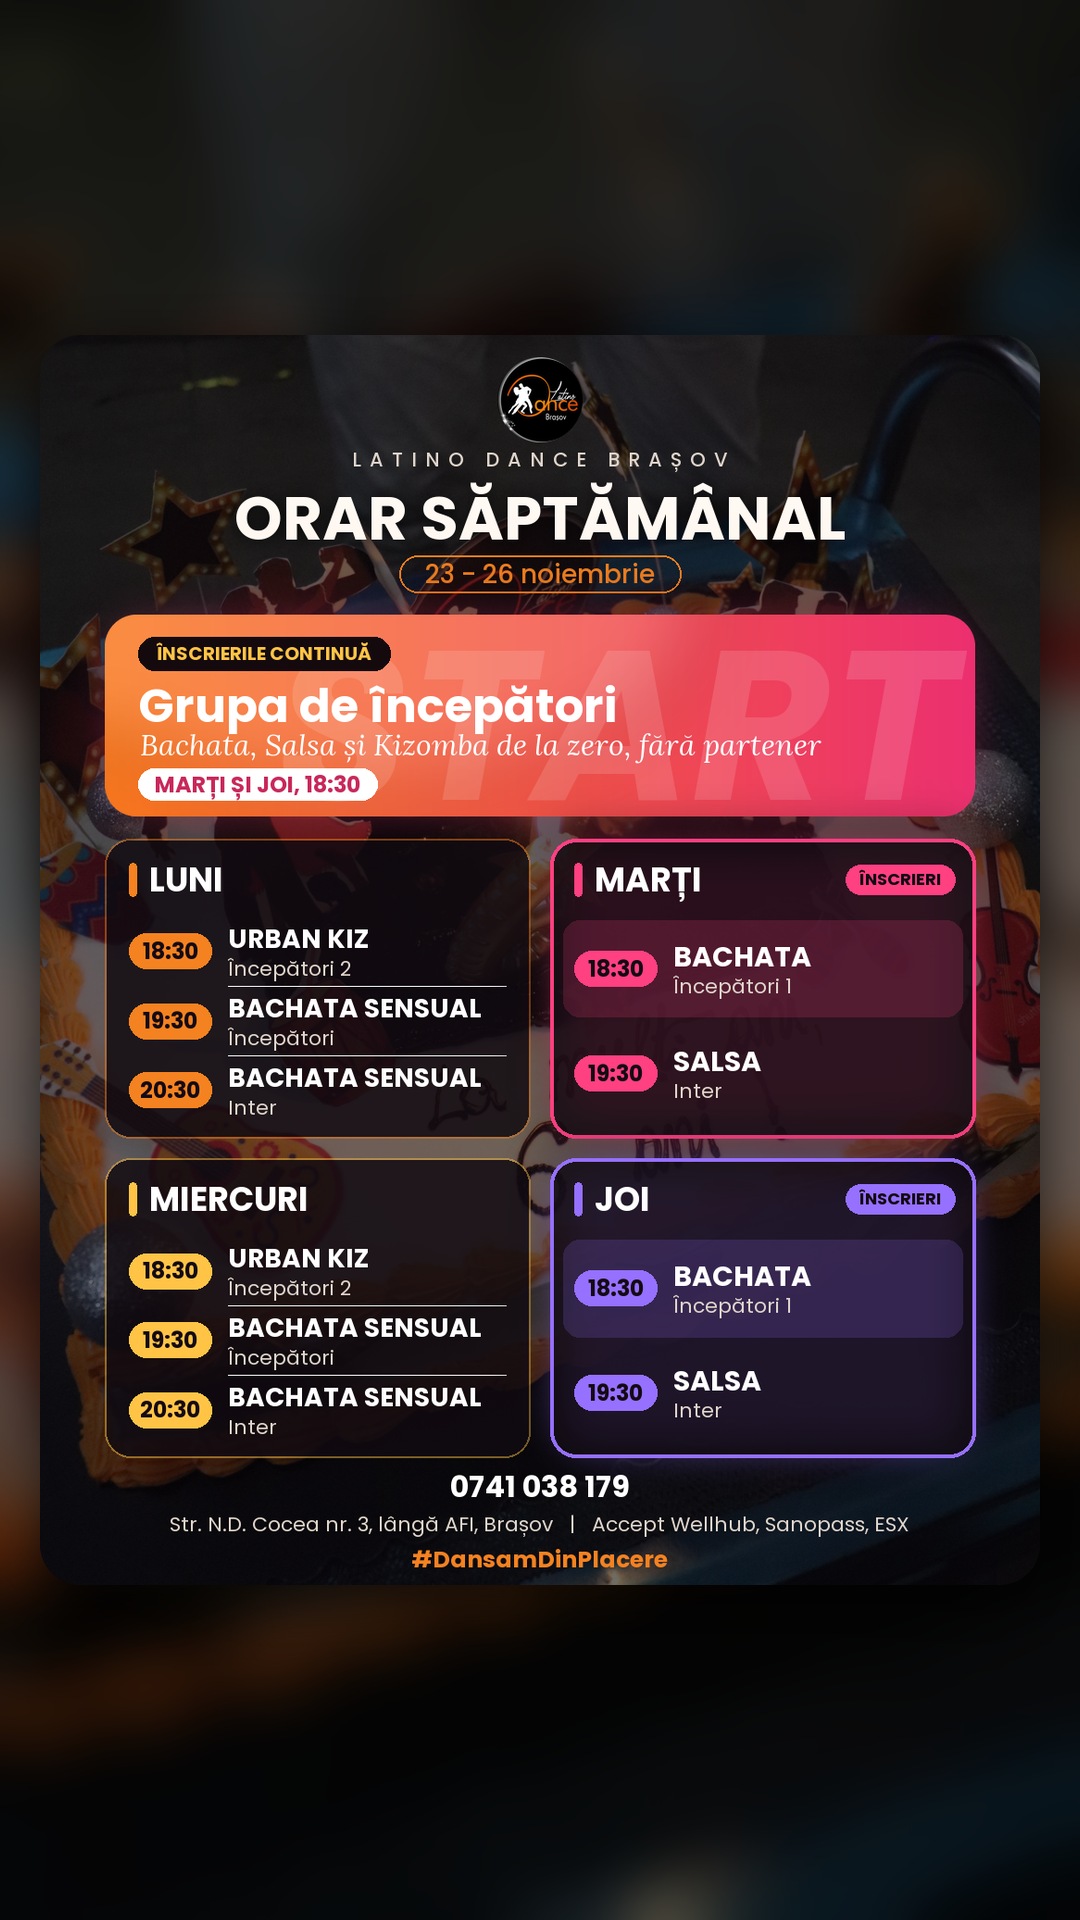 Latino
Dance
Brașov
LATINO DANCE BRAȘOV
ORAR SĂPTĂMÂNAL
23 - 26 noiembrie
START
ÎNSCRIERILE CONTINUĂ
Grupa de începători
Bachata, Salsa și Kizomba de la zero, fără partener
MARȚI ȘI JOI, 18:30
LUNI
18:30 URBAN KIZ
Începători 2
19:30 BACHATA SENSUAL
Începători
20:30 BACHATA SENSUAL
Inter
MARȚI ÎNSCRIERI
18:30 BACHATA
Începători 1
19:30 SALSA
Inter
MIERCURI
18:30 URBAN KIZ
Începători 2
19:30 BACHATA SENSUAL
Începători
20:30 BACHATA SENSUAL
Inter
JOI ÎNSCRIERI
18:30 BACHATA
Începători 1
19:30 SALSA
Inter
0741 038 179
Str. N.D. Cocea nr. 3, lângă AFI, Brașov | Accept Wellhub, Sanopass, ESX
#DansamDinPlacere